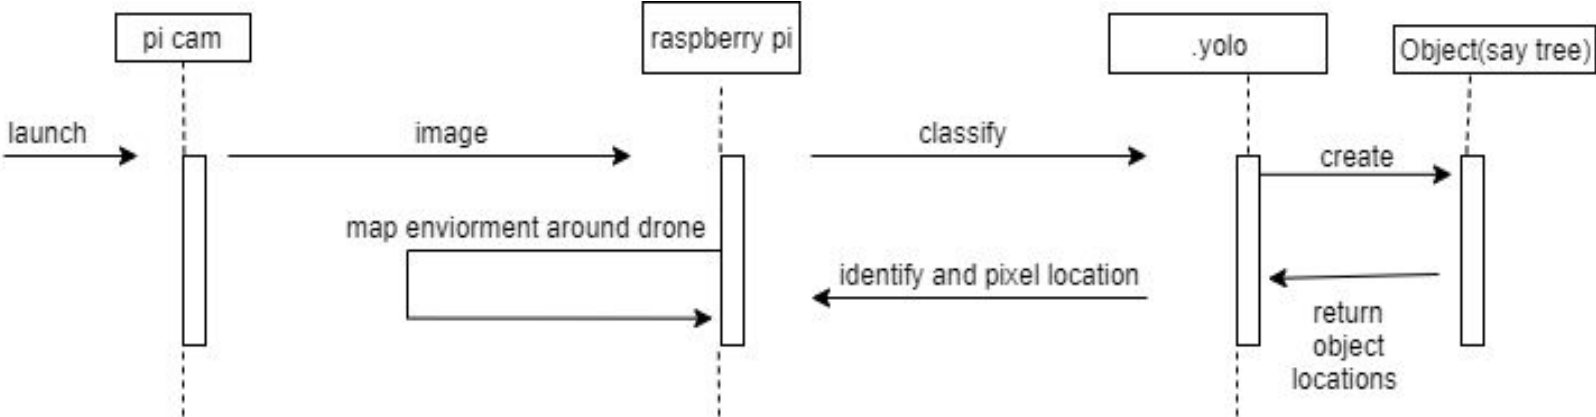 pi cam
raspberry pi
.yolo
Object(say tree)
launch
image
classify
create
map enviorment around drone
identify and pixel location
return
object
locations